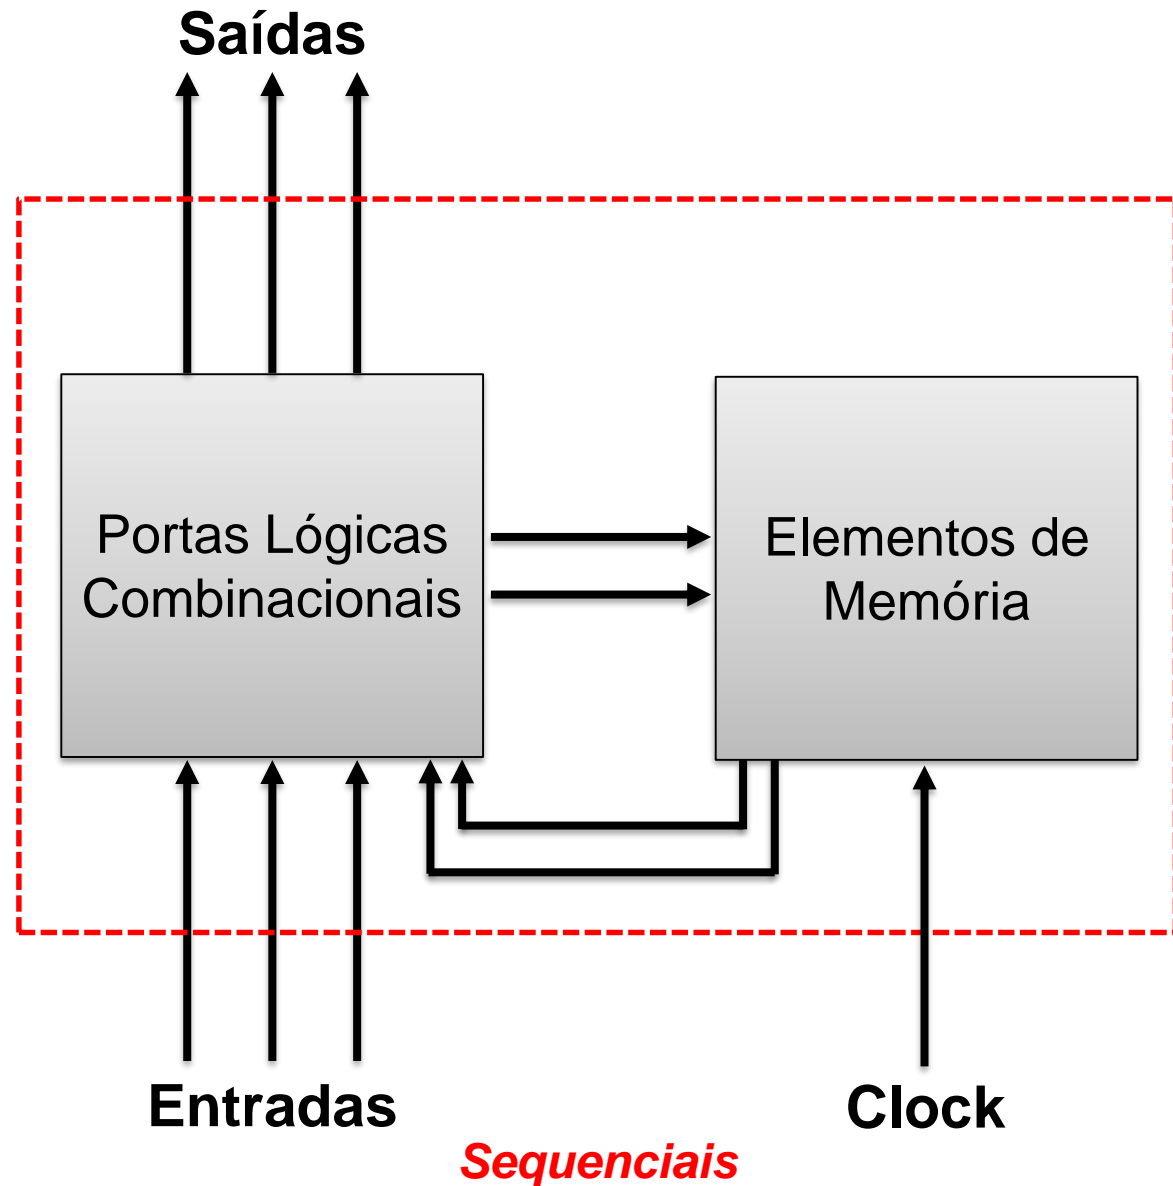 Saídas
Portas Lógicas
Combinacionais
Elementos de
Memória
Entradas
Clock
Sequenciais